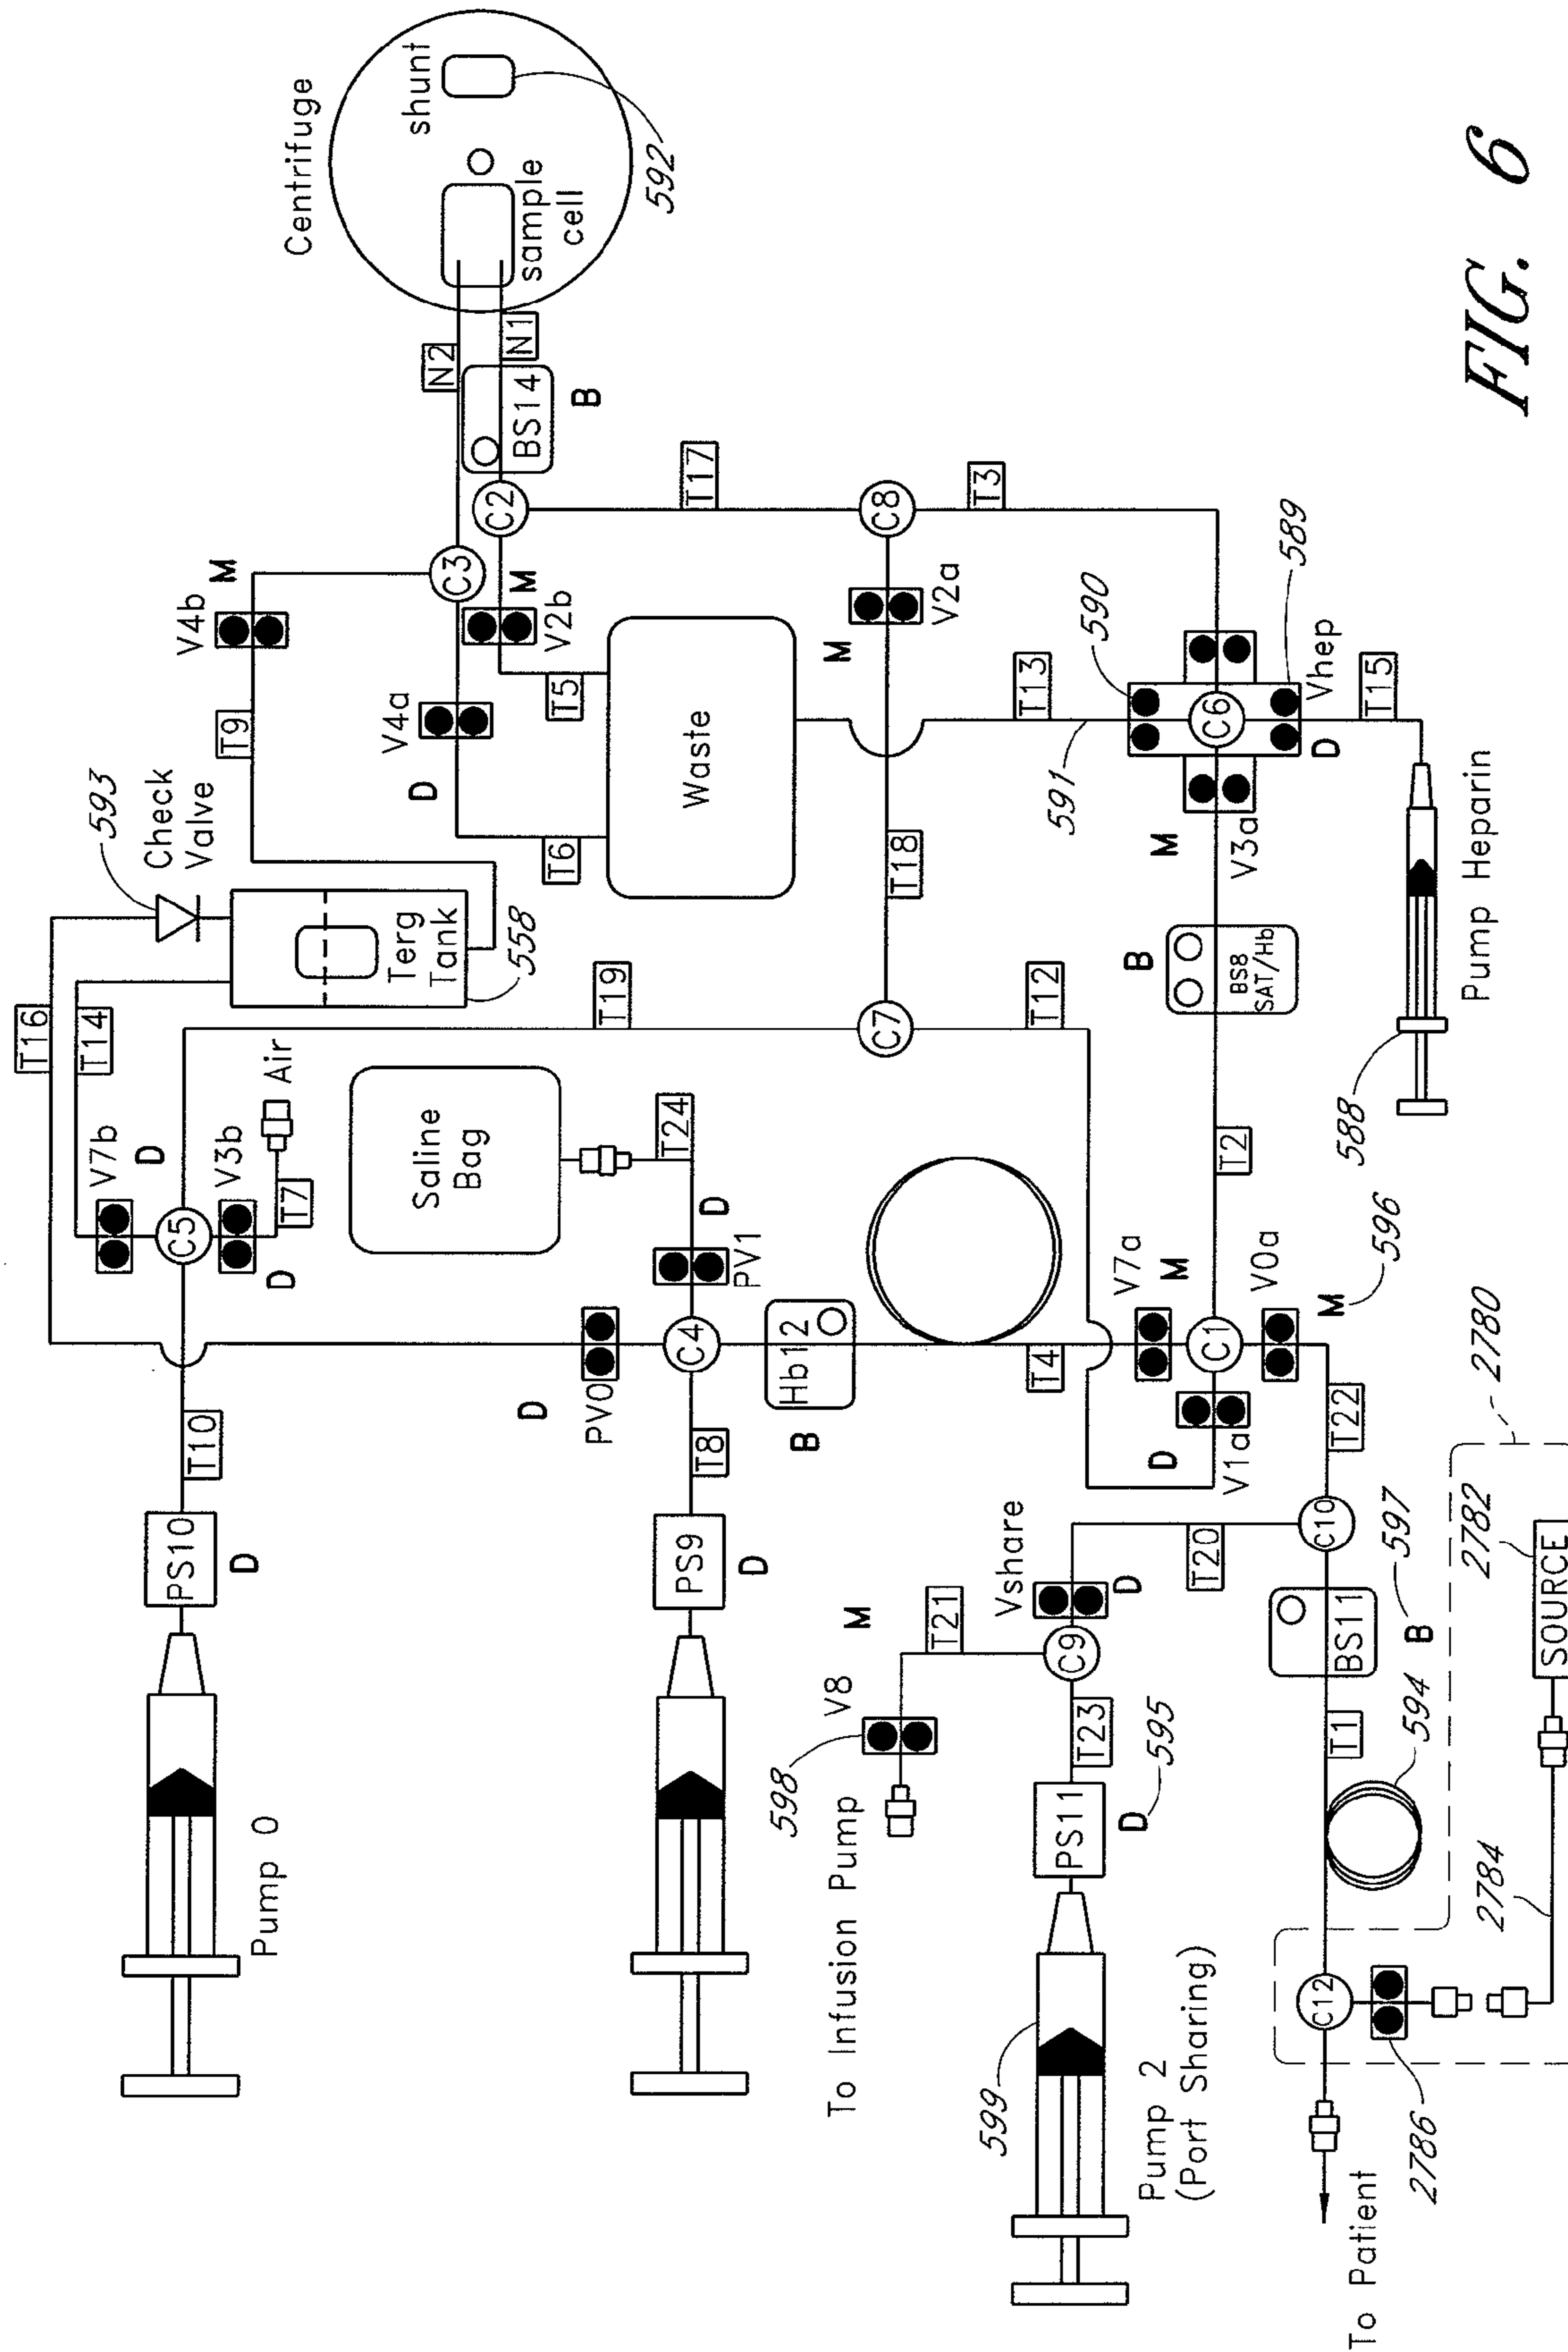 Centrifuge
shunt
sample
cell
592
N2
N1
BS14
B
C2
C3
M
V4b
T9
V4a
D
M
V2b
T5
T6
Waste
T17
C8
T3
V2a
M
T18
C7
T13
591
590
589
Vhep
D
C6
T15
V3a
M
BS8
SAT/Hb
B
Pump Heparin
588
593
Check
Valve
Terg
Tank
558
T16
T14
T19
T12
V7b
D
C5
V3b
D
T7
Air
Saline
Bag
T24
D
PV1
C4
PV0
D
Hb12
B
T4
T2
V7a
M
C1
V0a
M
596
V1a
D
T22
T10
PS10
D
Pump 0
T8
PS9
D
To Infusion Pump
598
V8
M
T21
Vshare
D
C9
T20
T23
PS11
D
595
599
Pump 2
(Port Sharing)
C10
BS11
B
597
T1
594
C12
2786
2784
2782
SOURCE
2780
To Patient
FIG. 6